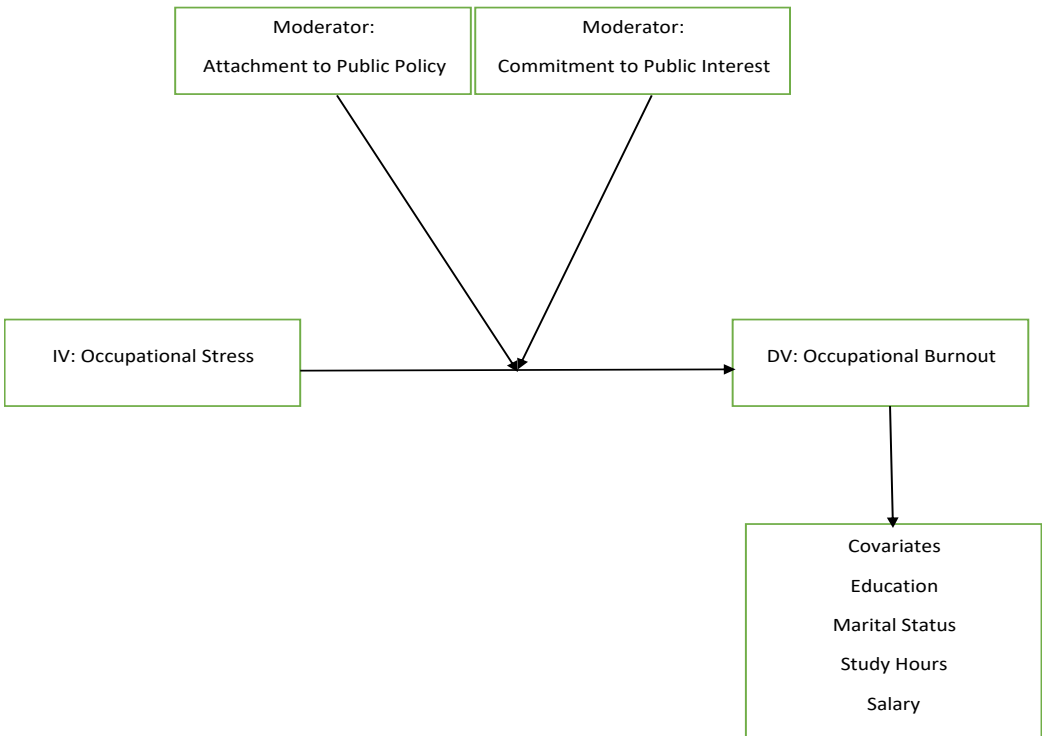 Moderator:
Attachment to Public Policy
Moderator:
Commitment to Public Interest
IV: Occupational Stress
DV: Occupational Burnout
Covariates
Education
Marital Status
Study Hours
Salary